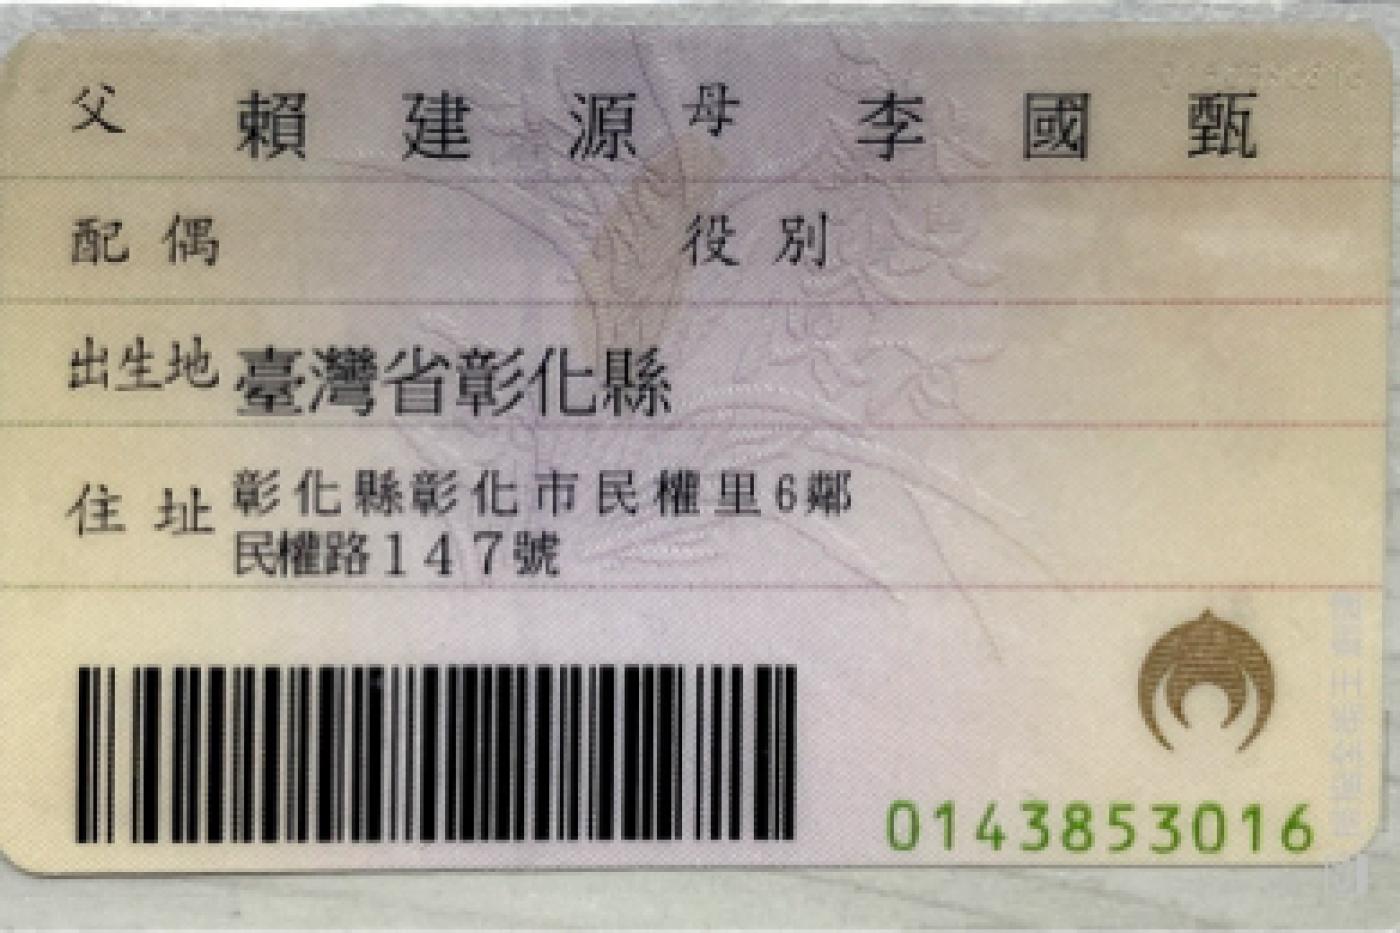 父 賴建源 母 李國甄
配偶 役別
出生地 臺灣省彰化縣
住址 彰化縣彰化市民權里6鄰
民權路147號
0143853016